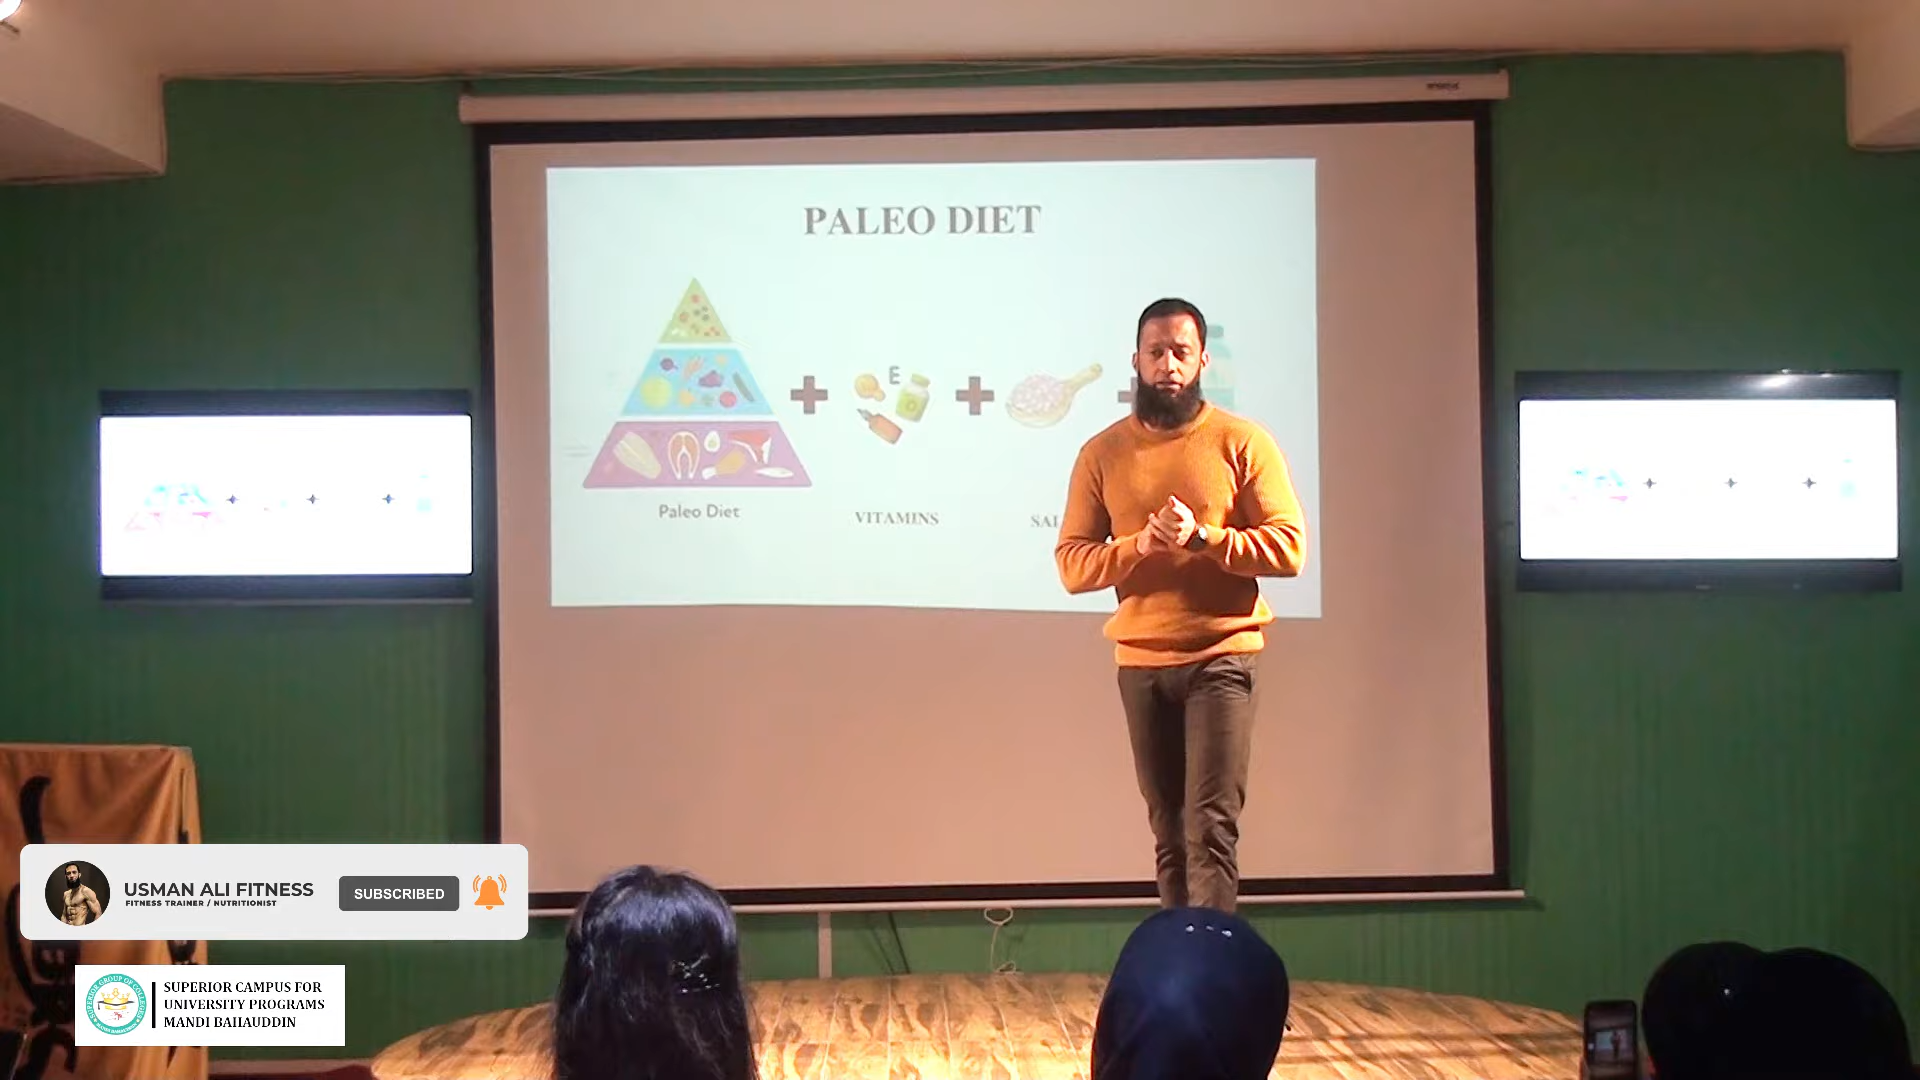 PALEO DIET
E
Paleo Diet
VITAMINS
USMAN ALI FITNESS
FITNESS TRAINER / NUTRITIONIST
SUBSCRIBED
SUPERIOR CAMPUS FOR
UNIVERSITY PROGRAMS
MANDI BAHAUDDIN